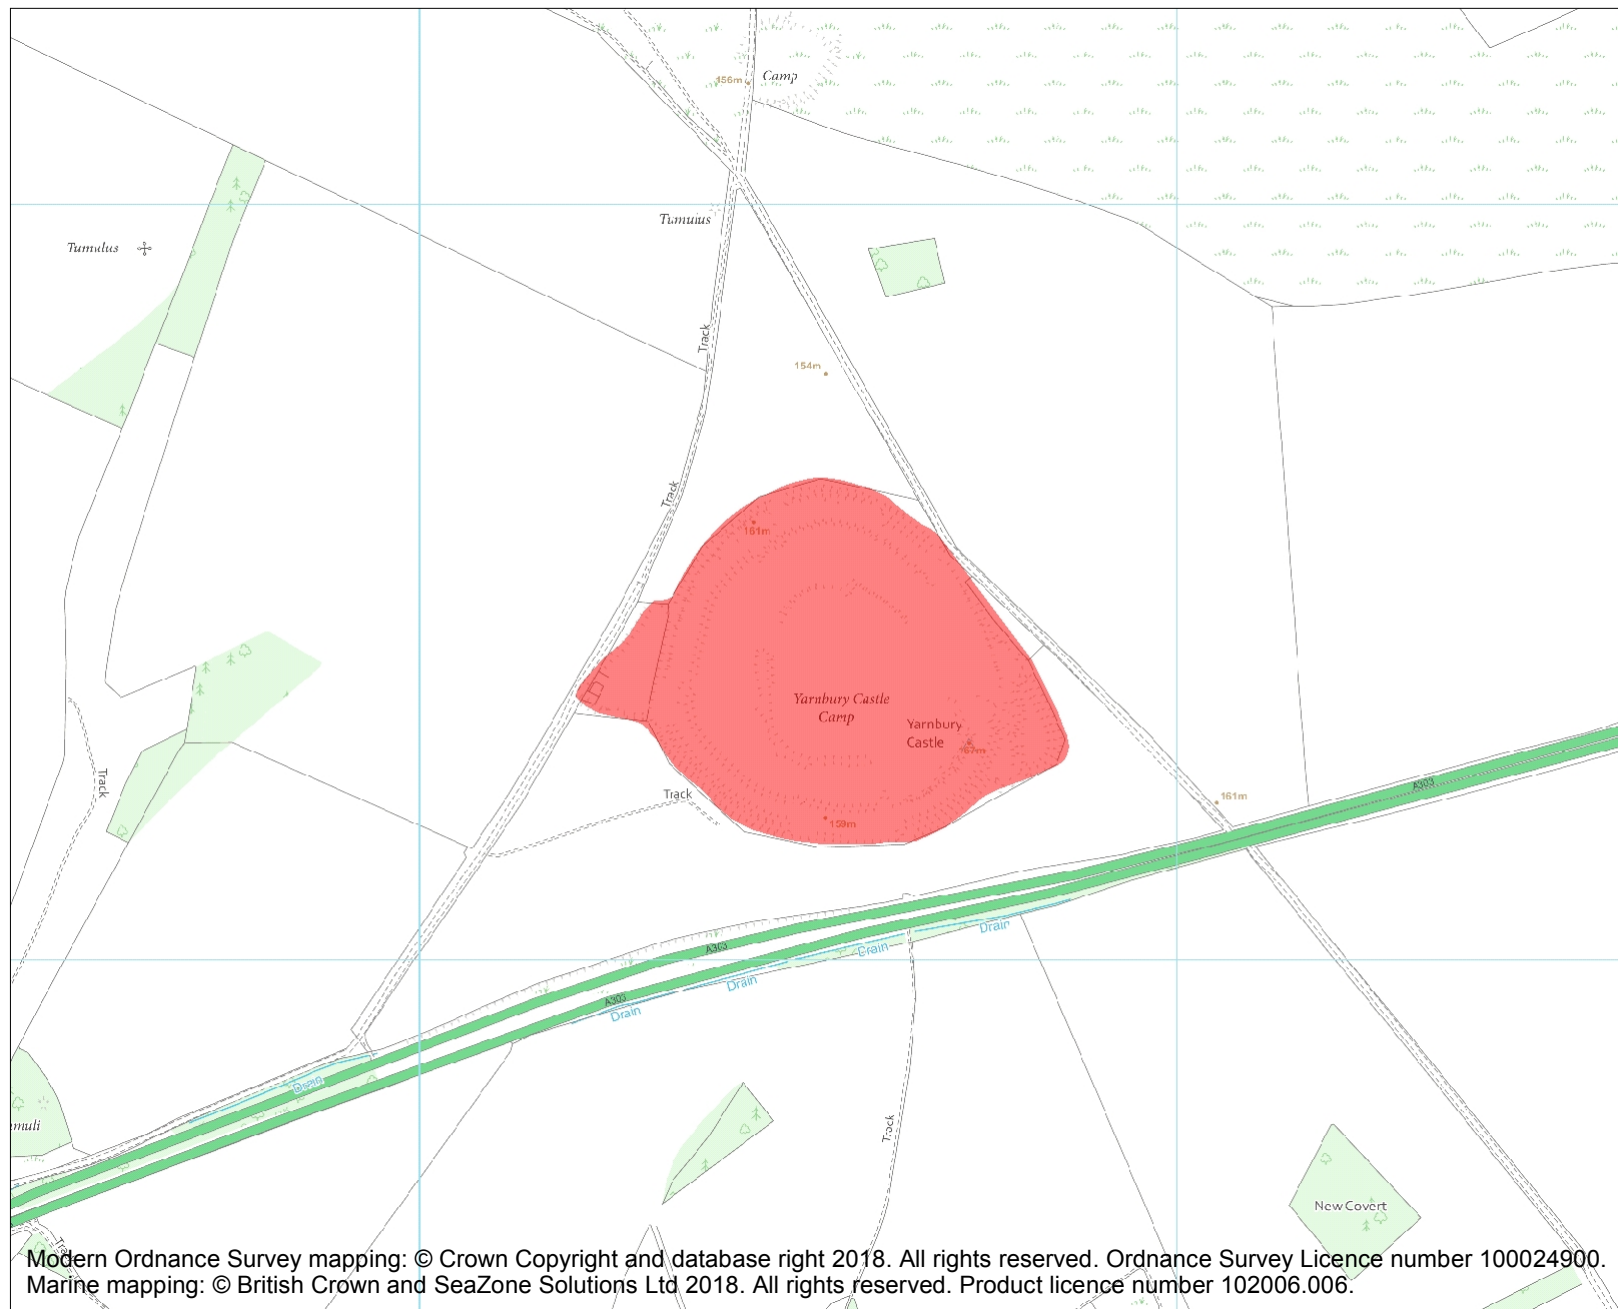 156m
Camp
Tumulus
Tumulus
Track
154m
Track
161m
Yarnbury Castle
Camp
Yarnbury
Castle
167m
Track
Track
159m
161m
A303
A303
Drain
Drain
Drain
A303
Drain
Drain
muli
Track
New Covert
Modern Ordnance Survey mapping: © Crown Copyright and database right 2018. All rights reserved. Ordnance Survey Licence number 100024900.
Marine mapping: © British Crown and SeaZone Solutions Ltd 2018. All rights reserved. Product licence number 102006.006.